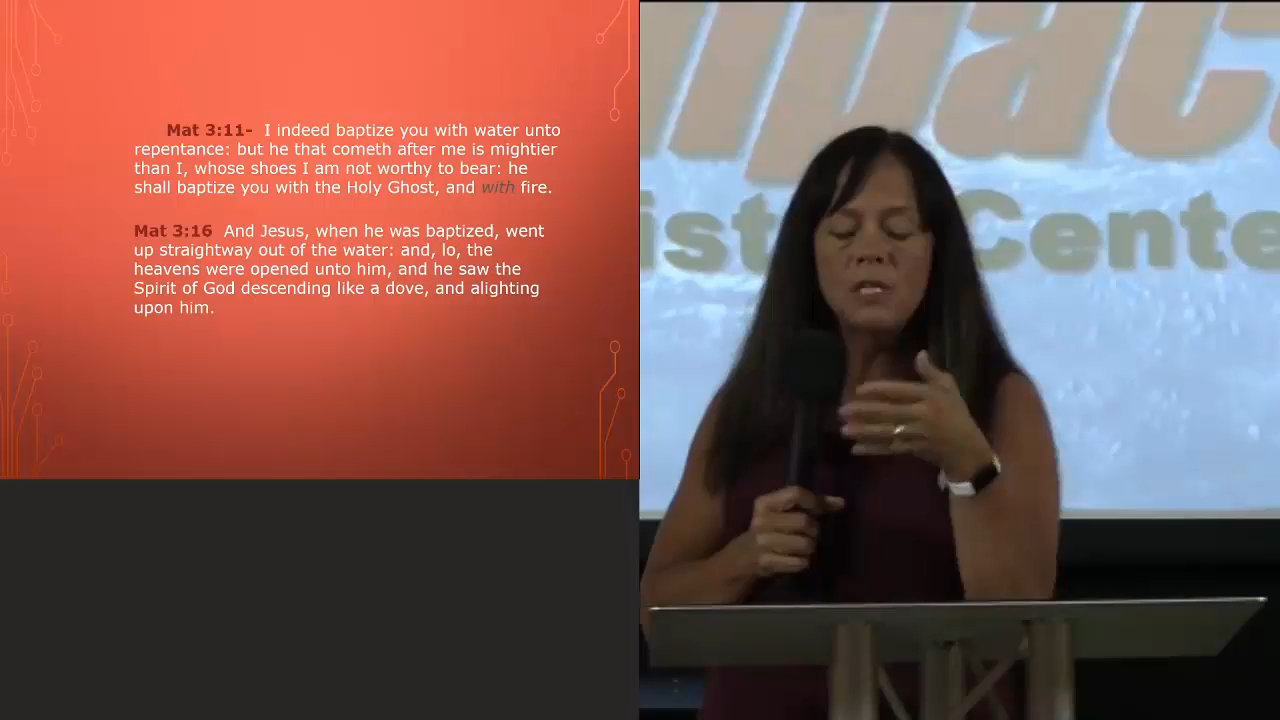 Mat 3:11- I indeed baptize you with water unto
repentance: but he that cometh after me is mightier
than I, whose shoes I am not worthy to bear: he
shall baptize you with the Holy Ghost, and with fire.
Mat 3:16 And Jesus, when he was baptized, went
up straightway out of the water: and, lo, the
heavens were opened unto him, and he saw the
Spirit of God descending like a dove, and alighting
upon him.